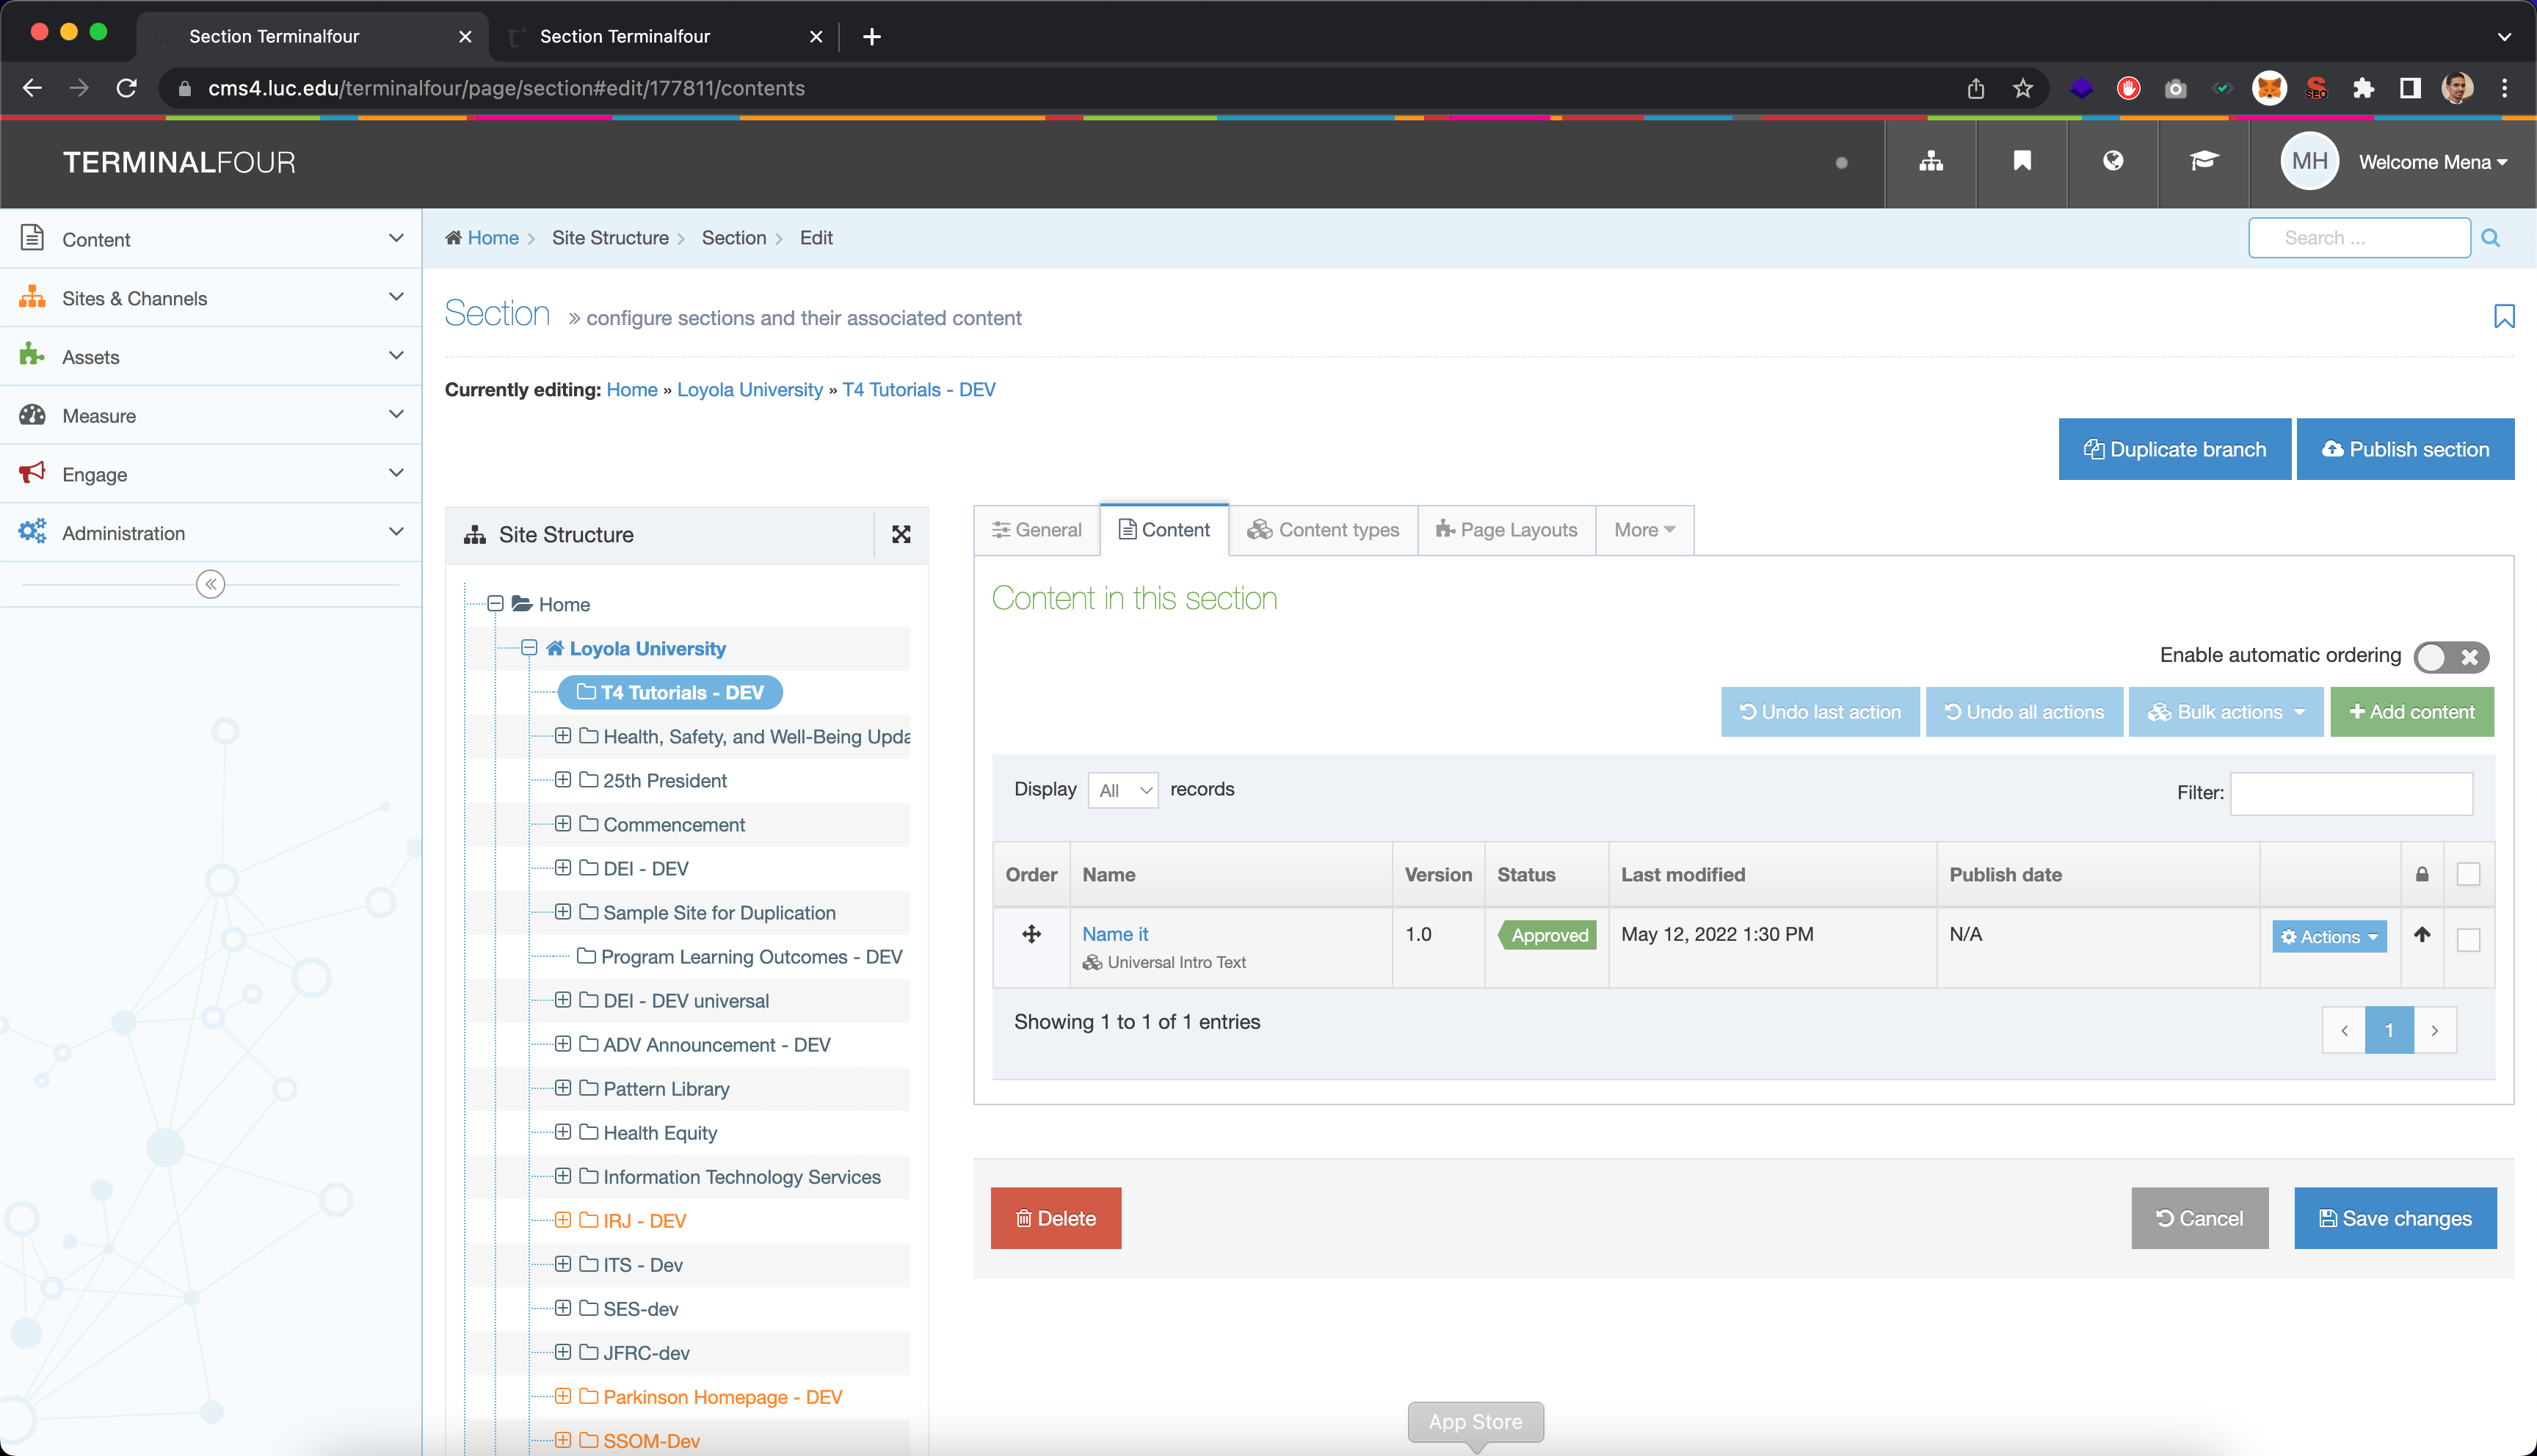 Section Terminalfour
Section Terminalfour
cms4.luc.edu/terminalfour/page/section#edit/177811/contents
SEO
TERMINALFOUR
MH
Welcome Mena
Content
Sites & Channels
Assets
Measure
Engage
Administration
Home
Site Structure
Section
Edit
Search ...
Section
» configure sections and their associated content
Currently editing: Home » Loyola University » T4 Tutorials - DEV
Duplicate branch
Publish section
Site Structure
Home
Loyola University
T4 Tutorials - DEV
Health, Safety, and Well-Being Upda
25th President
Commencement
DEI - DEV
Sample Site for Duplication
Program Learning Outcomes - DEV
DEI - DEV universal
ADV Announcement - DEV
Pattern Library
Health Equity
Information Technology Services
IRJ - DEV
ITS - Dev
SES-dev
JFRC-dev
Parkinson Homepage - DEV
SSOM-Dev
General
Content
Content types
Page Layouts
More
Content in this section
Enable automatic ordering
Undo last action
Undo all actions
Bulk actions
Add content
Display All records
Filter:
Order Name Version Status Last modified Publish date
Name it 1.0 Approved May 12, 2022 1:30 PM N/A Actions
Universal Intro Text
Showing 1 to 1 of 1 entries
1
Delete
Cancel
Save changes
App Store